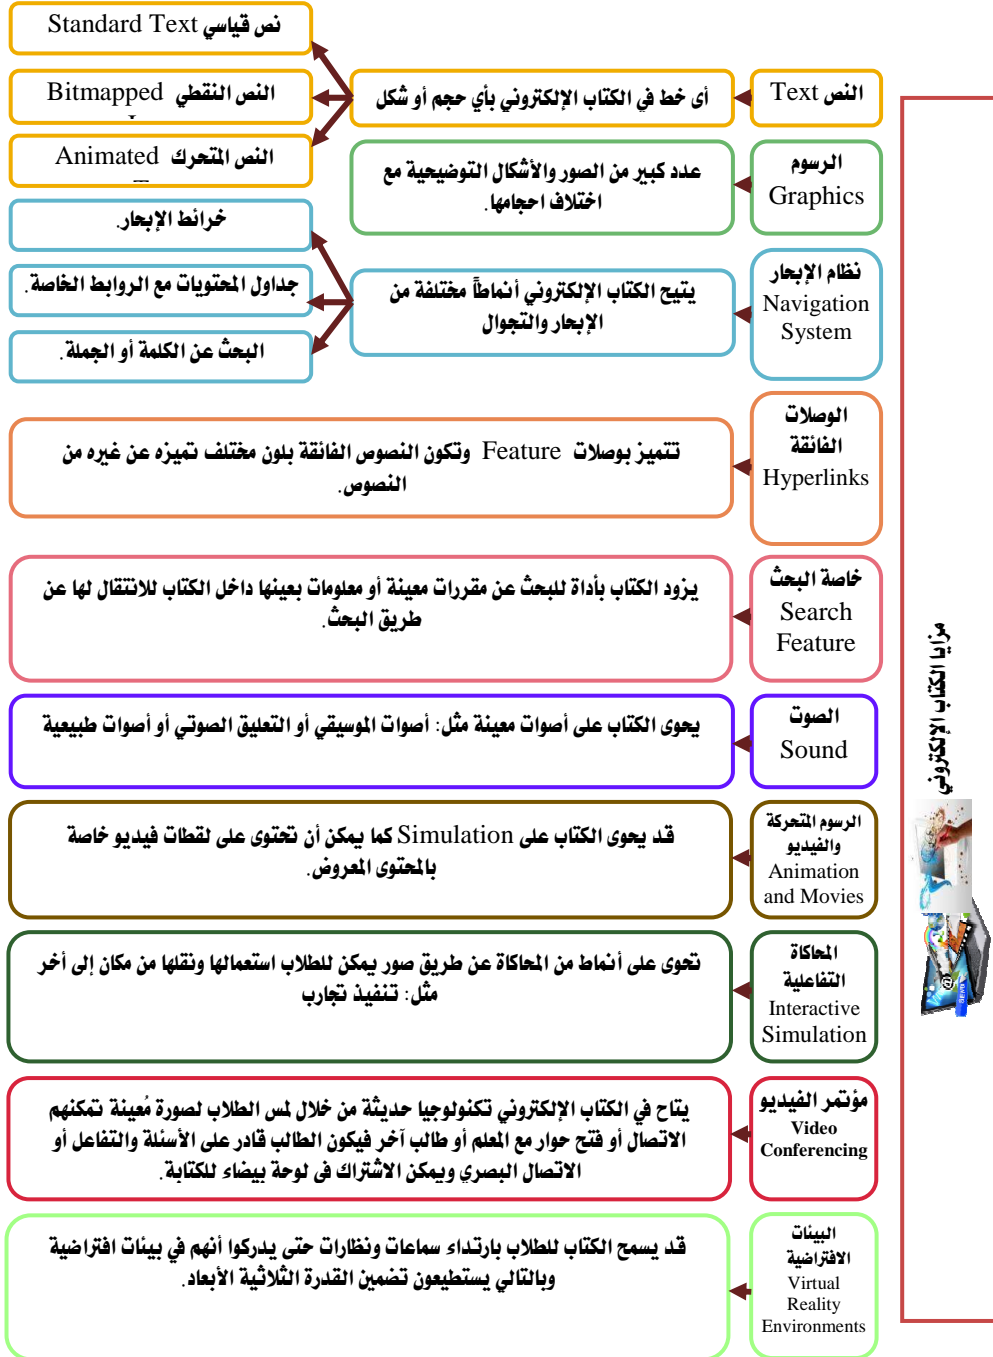 مزايا الكتاب الإلكتروني
النص Text
أى خط في الكتاب الإلكتروني بأي حجم أو شكل
نص قياسي Standard Text
النص النقطي Bitmapped
النص المتحرك Animated
الرسوم
Graphics
عدد كبير من الصور والأشكال التوضيحية مع
اختلاف احجامها.
نظام الإبحار
Navigation
System
يتيح الكتاب الإلكتروني أنماطاً مختلفة من
الإبحار والتجوال
خرائط الإبحار.
جداول المحتويات مع الروابط الخاصة.
البحث عن الكلمة أو الجملة.
الوصلات
الفائقة
Hyperlinks
تتميز بوصلات Feature وتكون النصوص الفائقة بلون مختلف تميزه عن غيره من
النصوص.
خاصة البحث
Search
Feature
يزود الكتاب بأداة للبحث عن مقررات معينة أو معلومات بعينها داخل الكتاب للانتقال لها عن
طريق البحث.
الصوت
Sound
يحوى الكتاب على أصوات معينة مثل: أصوات الموسيقي أو التعليق الصوتي أو أصوات طبيعية
الرسوم المتحركة
والفيديو
Animation
and Movies
قد يحوى الكتاب على Simulation كما يمكن أن تحتوى على لقطات فيديو خاصة
بالمحتوى المعروض.
المحاكاة
التفاعلية
Interactive
Simulation
تحوى على أنماط من المحاكاة عن طريق صور يمكن للطلاب استعمالها ونقلها من مكان إلى أخر
مثل: تنفيذ تجارب
مؤتمر الفيديو
Video
Conferencing
يتاح في الكتاب الإلكتروني تكنولوجيا حديثة من خلال لمس الطلاب لصورة مُعينة تمكنهم
الاتصال أو فتح حوار مع المعلم أو طالب آخر فيكون الطالب قادر على الأسئلة والتفاعل أو
الاتصال البصري ويمكن الاشتراك فى لوحة بيضاء للكتابة.
البيئات
الافتراضية
Virtual
Reality
Environments
قد يسمح الكتاب للطلاب بارتداء سماعات ونظارات حتى يدركوا أنهم في بيئات افتراضية
وبالتالي يستطيعون تضمين القدرة الثلاثية الأبعاد.